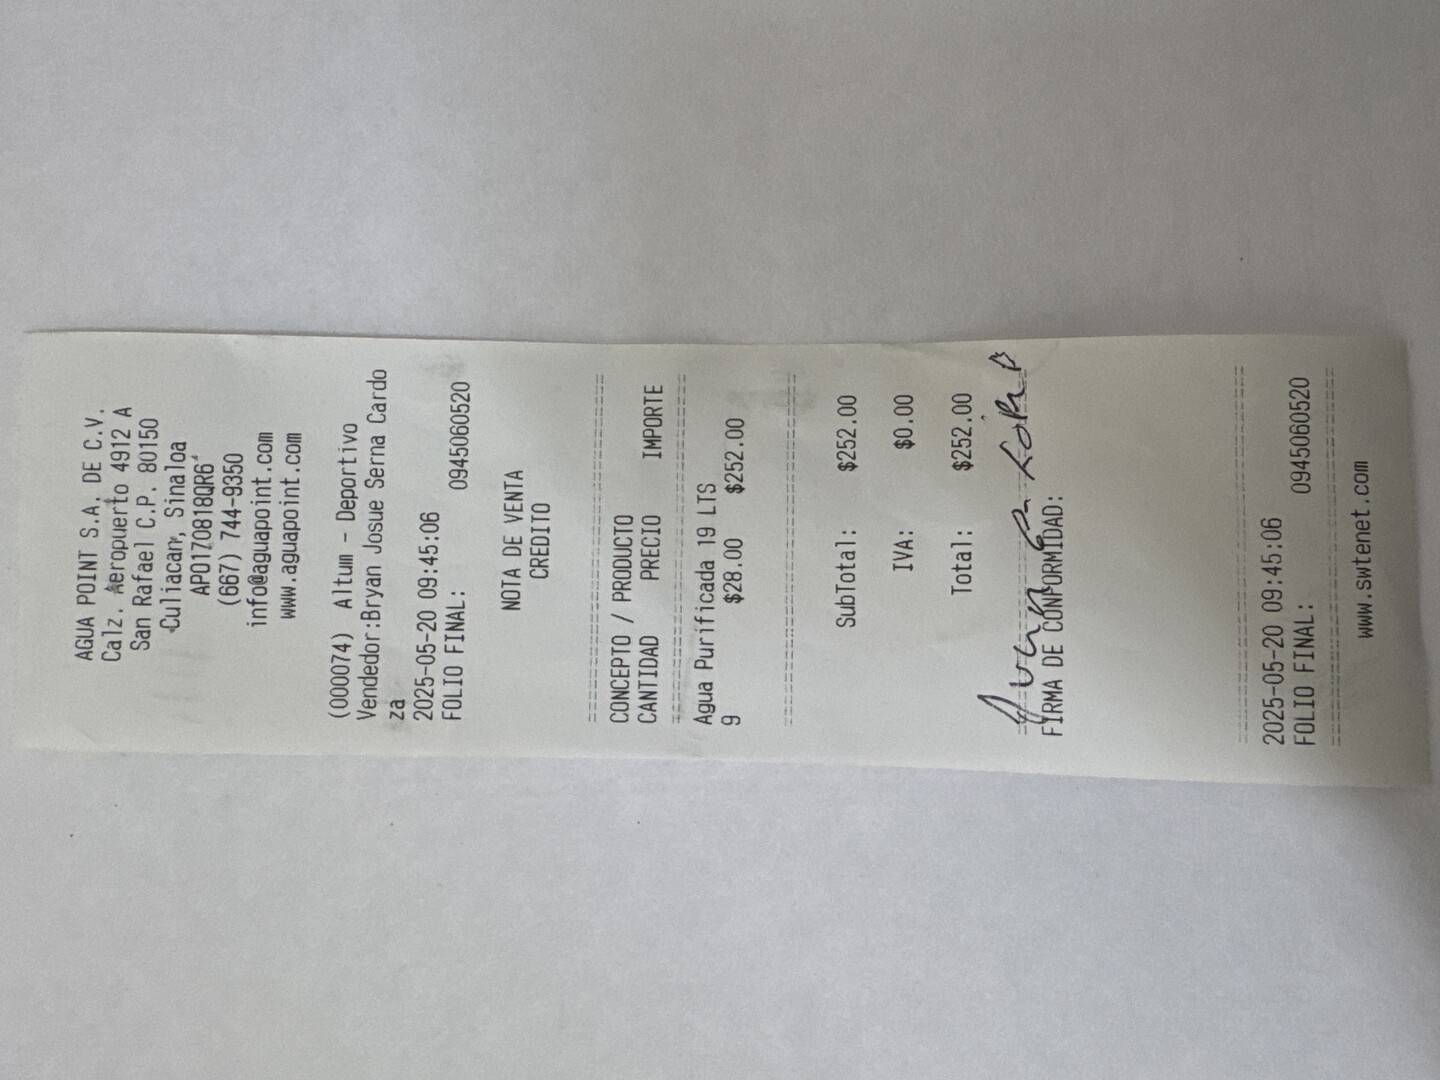 AGUA POINT S.A. DE C.V.
Calz. Aeropuerto 4912 A
San Rafael C.P. 80150
Culiacan, Sinaloa
APO170818QR6
(667) 744-9350
info@aguapoint.com
www.aguapoint.com
(000074) Altum - Deportivo
Vendedor:Bryan Josue Serna Cardo
za
2025-05-20 09:45:06
FOLIO FINAL: 0945060520
NOTA DE VENTA
CREDITO
CONCEPTO / PRODUCTO
CANTIDAD PRECIO IMPORTE
Agua Purificada 19 LTS
9 $28.00 $252.00
SubTotal: $252.00
IVA: $0.00
Total: $252.00
FIRMA DE CONFORMIDAD:
2025-05-20 09:45:06
FOLIO FINAL: 0945060520
www.swtenet.com